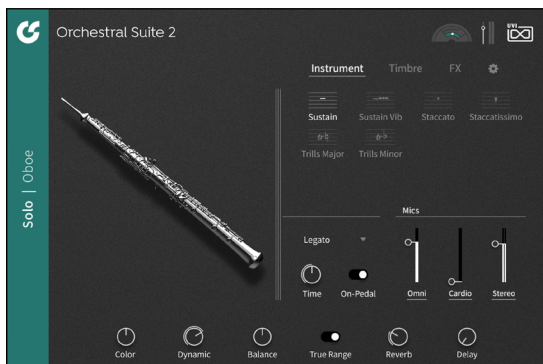 Orchestral Suite 2
UVI
Instrument Timbre FX
Sustain Sustain Vib Staccato Staccatissimo
Trills Major Trills Minor
Solo | Oboe
Mics
Legato
Time On-Pedal Omni Cardio Stereo
Color Dynamic Balance True Range Reverb Delay